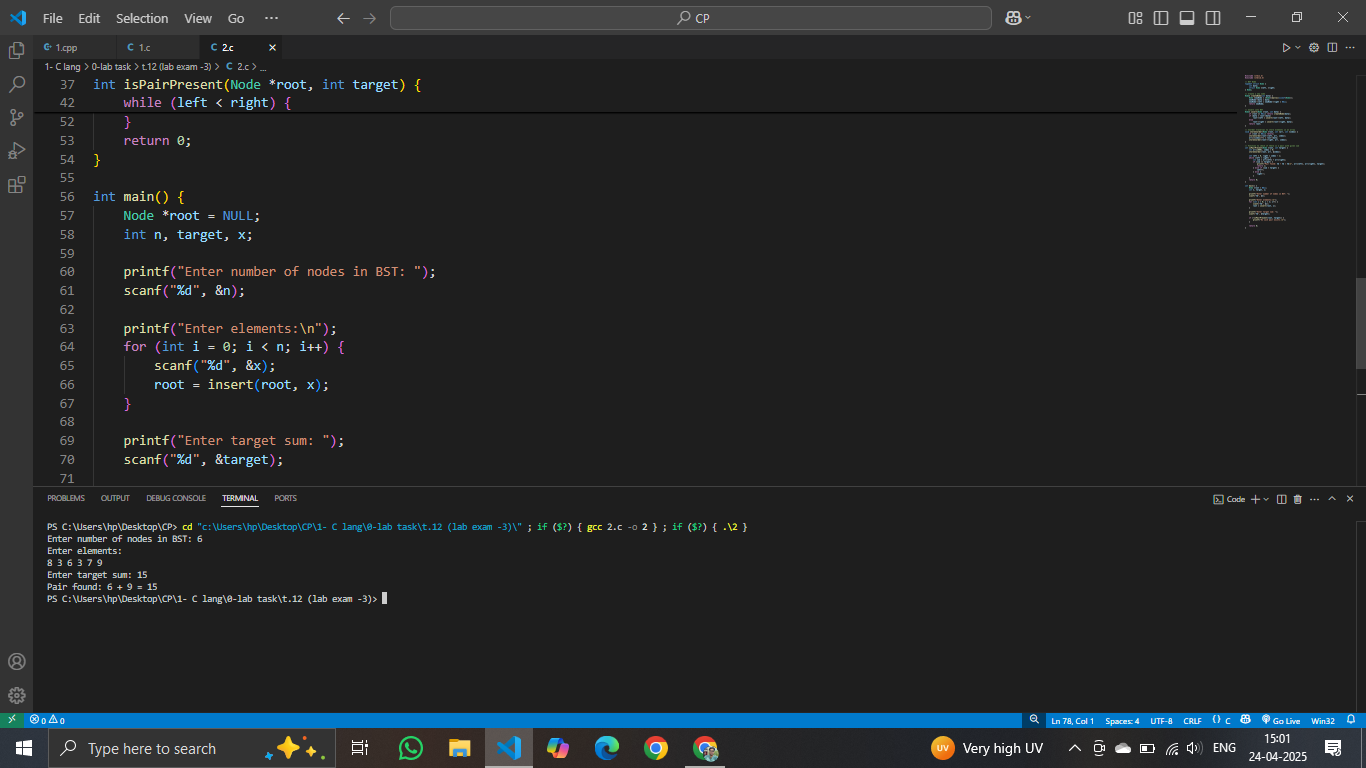 File Edit Selection View Go ··· CP
1.cpp C 1.c C 2.c
1- C lang > 0-lab task > t.12 (lab exam -3) > C 2.c > ...
37 int isPairPresent(Node *root, int target) {
42 while (left < right) {
52 }
53 return 0;
54 }
55
56 int main() {
57 Node *root = NULL;
58 int n, target, x;
59
60 printf("Enter number of nodes in BST: ");
61 scanf("%d", &n);
62
63 printf("Enter elements:\n");
64 for (int i = 0; i < n; i++) {
65 scanf("%d", &x);
66 root = insert(root, x);
67 }
68
69 printf("Enter target sum: ");
70 scanf("%d", &target);
71
PROBLEMS OUTPUT DEBUG CONSOLE TERMINAL PORTS Code
PS C:\Users\hp\Desktop\CP> cd "c:\Users\hp\Desktop\CP\1- C lang\0-lab task\t.12 (lab exam -3)\" ; if ($?) { gcc 2.c -o 2 } ; if ($?) { .\2 }
Enter number of nodes in BST: 6
Enter elements:
8 3 6 3 7 9
Enter target sum: 15
Pair found: 6 + 9 = 15
PS C:\Users\hp\Desktop\CP\1- C lang\0-lab task\t.12 (lab exam -3)>
0 0 Ln 78, Col 1 Spaces: 4 UTF-8 CRLF {} C Go Live Win32
Type here to search UV Very high UV ENG 15:01
24-04-2025